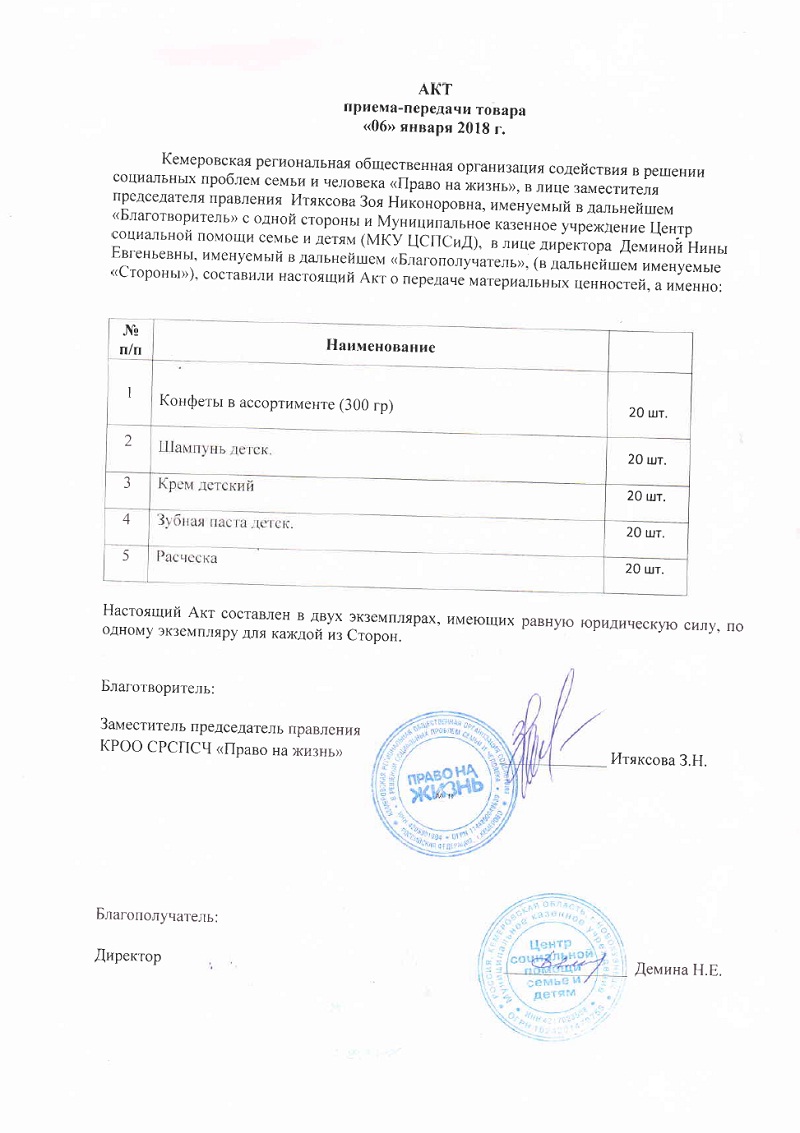 АКТ
приема-передачи товара
«06» января 2018 г.
Кемеровская региональная общественная организация содействия в решении
социальных проблем семьи и человека «Право на жизнь», в лице заместителя
председателя правления Итяксова Зоя Никоноровна, именуемый в дальнейшем
«Благотворитель» с одной стороны и Муниципальное казенное учреждение Центр
социальной помощи семье и детям (МКУ ЦСПСиД), в лице директора Деминой Нины
Евгеньевны, именуемый в дальнейшем «Благополучатель», (в дальнейшем именуемые
«Стороны»), составили настоящий Акт о передаче материальных ценностей, а именно:
№
п/п
Наименование
1 Конфеты в ассортименте (300 гр) 20 шт.
2 Шампунь детск. 20 шт.
3 Крем детский 20 шт.
4 Зубная паста детск. 20 шт.
5 Расческа 20 шт.
Настоящий Акт составлен в двух экземплярах, имеющих равную юридическую силу, по
одному экземпляру для каждой из Сторон.
Благотворитель:
Заместитель председатель правления
КРОО СРСПСЧ «Право на жизнь»
Итяксова З.Н.
ПРАВО НА
ЖИЗНЬ
Благополучатель:
Директор
Демина Н.Е.
Центр
социальной
помощи
семье и
детям